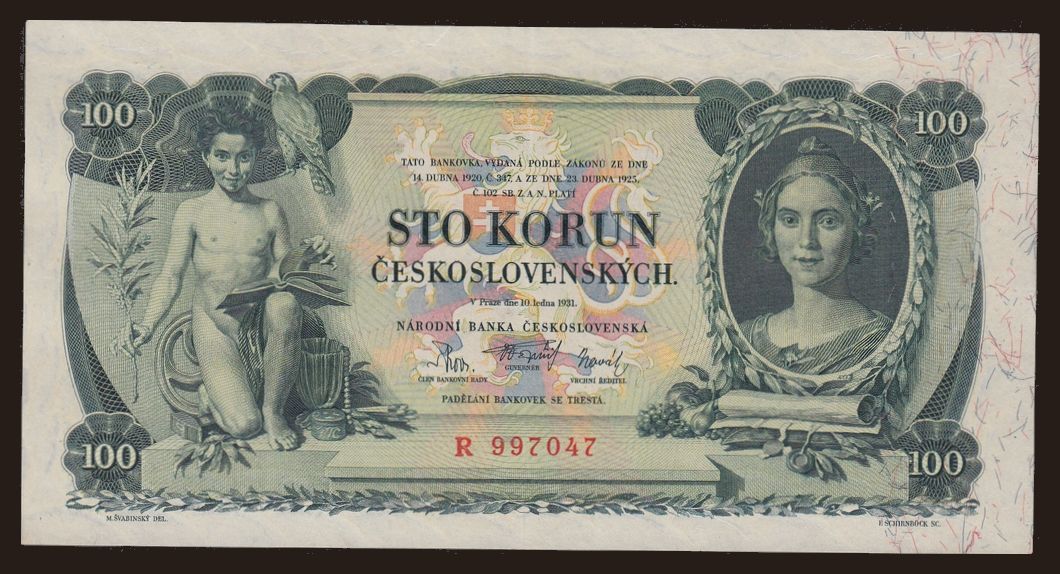 100
100
TATO BANKOVKA, VYDANÁ PODLE ZÁKONŮ ZE DNE
14. DUBNA 1920, Č. 347, A ZE DNE 23. DUBNA 1925,
Č. 102 SB. Z. A N. PLATÍ
STO KORUN
ČESKOSLOVENSKÝCH.
V Praze dne 10. ledna 1931.
NÁRODNÍ BANKA ČESKOSLOVENSKÁ
ČLEN BANKOVNÍ RADY
GUVERNÉR
VRCHNÍ ŘEDITEL
PADĚLÁNÍ BANKOVEK SE TRESTÁ.
R 997047
100
100
M. ŠVABINSKÝ DEL.
F. SCHIRNBÖCK SC.